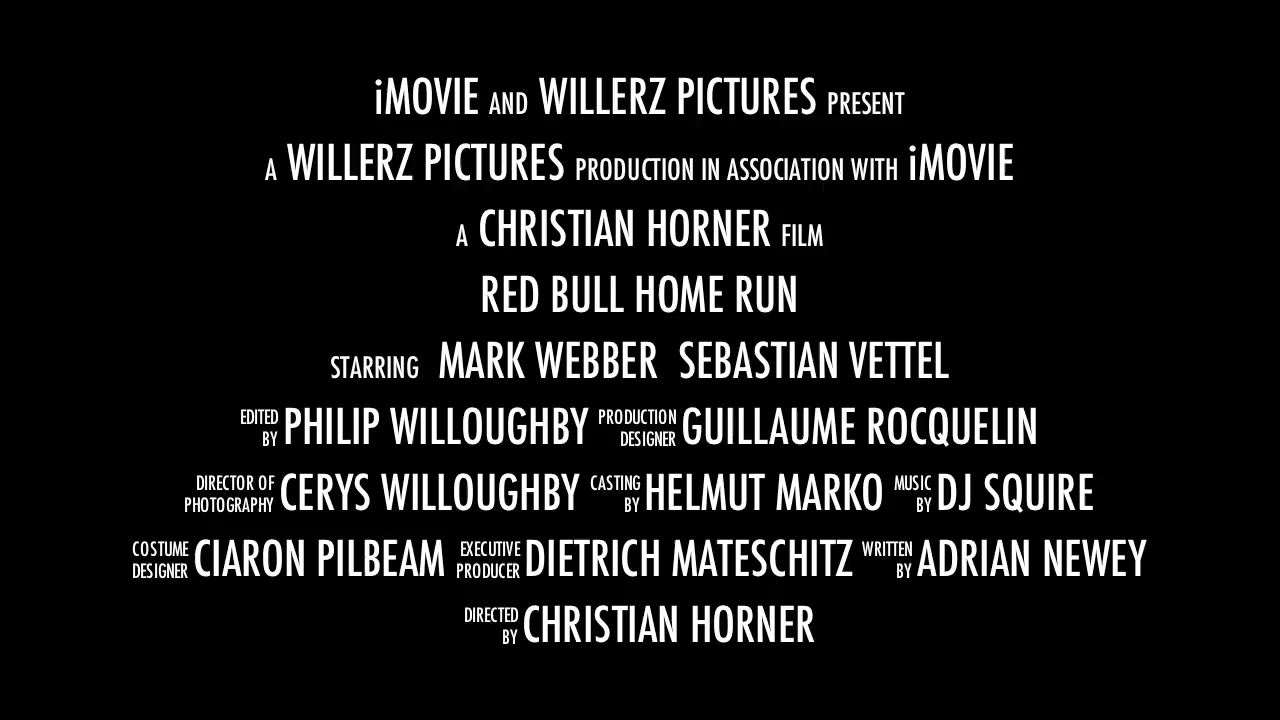 iMOVIE AND WILLERZ PICTURES PRESENT
A WILLERZ PICTURES PRODUCTION IN ASSOCIATION WITH iMOVIE
A CHRISTIAN HORNER FILM
RED BULL HOME RUN
STARRING MARK WEBBER SEBASTIAN VETTEL
EDITED BY PHILIP WILLOUGHBY PRODUCTION DESIGNER GUILLAUME ROCQUELIN
DIRECTOR OF PHOTOGRAPHY CERYS WILLOUGHBY CASTING BY HELMUT MARKO MUSIC BY DJ SQUIRE
COSTUME DESIGNER CIARON PILBEAM EXECUTIVE PRODUCER DIETRICH MATESCHITZ WRITTEN BY ADRIAN NEWEY
DIRECTED BY CHRISTIAN HORNER